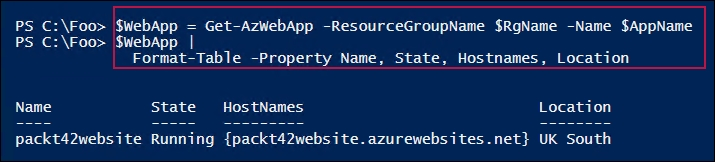 PS C:\Foo> $WebApp = Get-AzWebApp -ResourceGroupName $RgName -Name $AppName
PS C:\Foo> $WebApp |
Format-Table -Property Name, State, Hostnames, Location
Name State HostNames Location
---- ----- --------- --------
packt42website Running {packt42website.azurewebsites.net} UK South